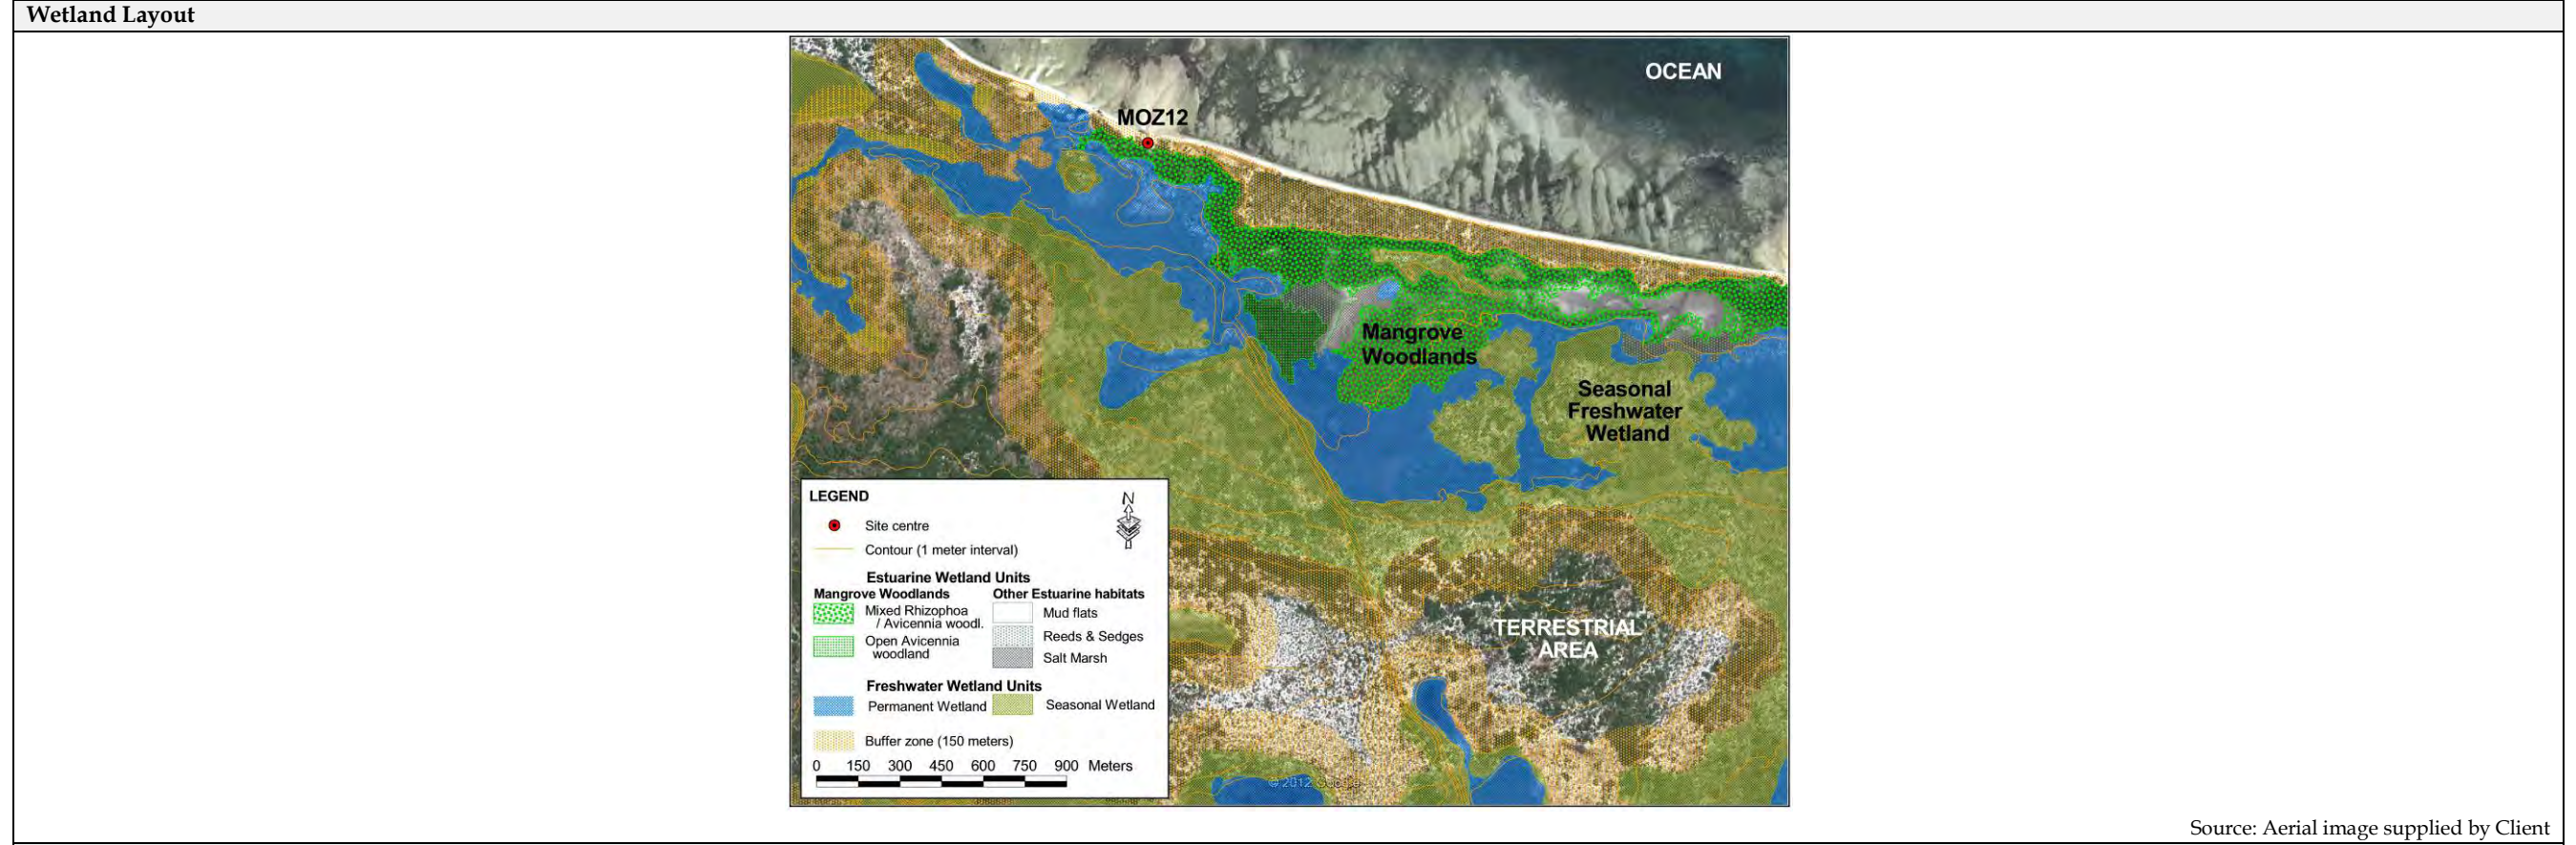 Wetland Layout
OCEAN
MOZ12
Mangrove
Woodlands
Seasonal
Freshwater
Wetland
TERRESTRIAL
AREA
LEGEND
N
Site centre
Contour (1 meter interval)
Estuarine Wetland Units
Mangrove Woodlands Other Estuarine habitats
Mixed Rhizophoa
/ Avicennia woodl.
Mud flats
Open Avicennia
woodland
Reeds & Sedges
Salt Marsh
Freshwater Wetland Units
Permanent Wetland Seasonal Wetland
Buffer zone (150 meters)
0 150 300 450 600 750 900 Meters
© 2012 Google
Source: Aerial image supplied by Client